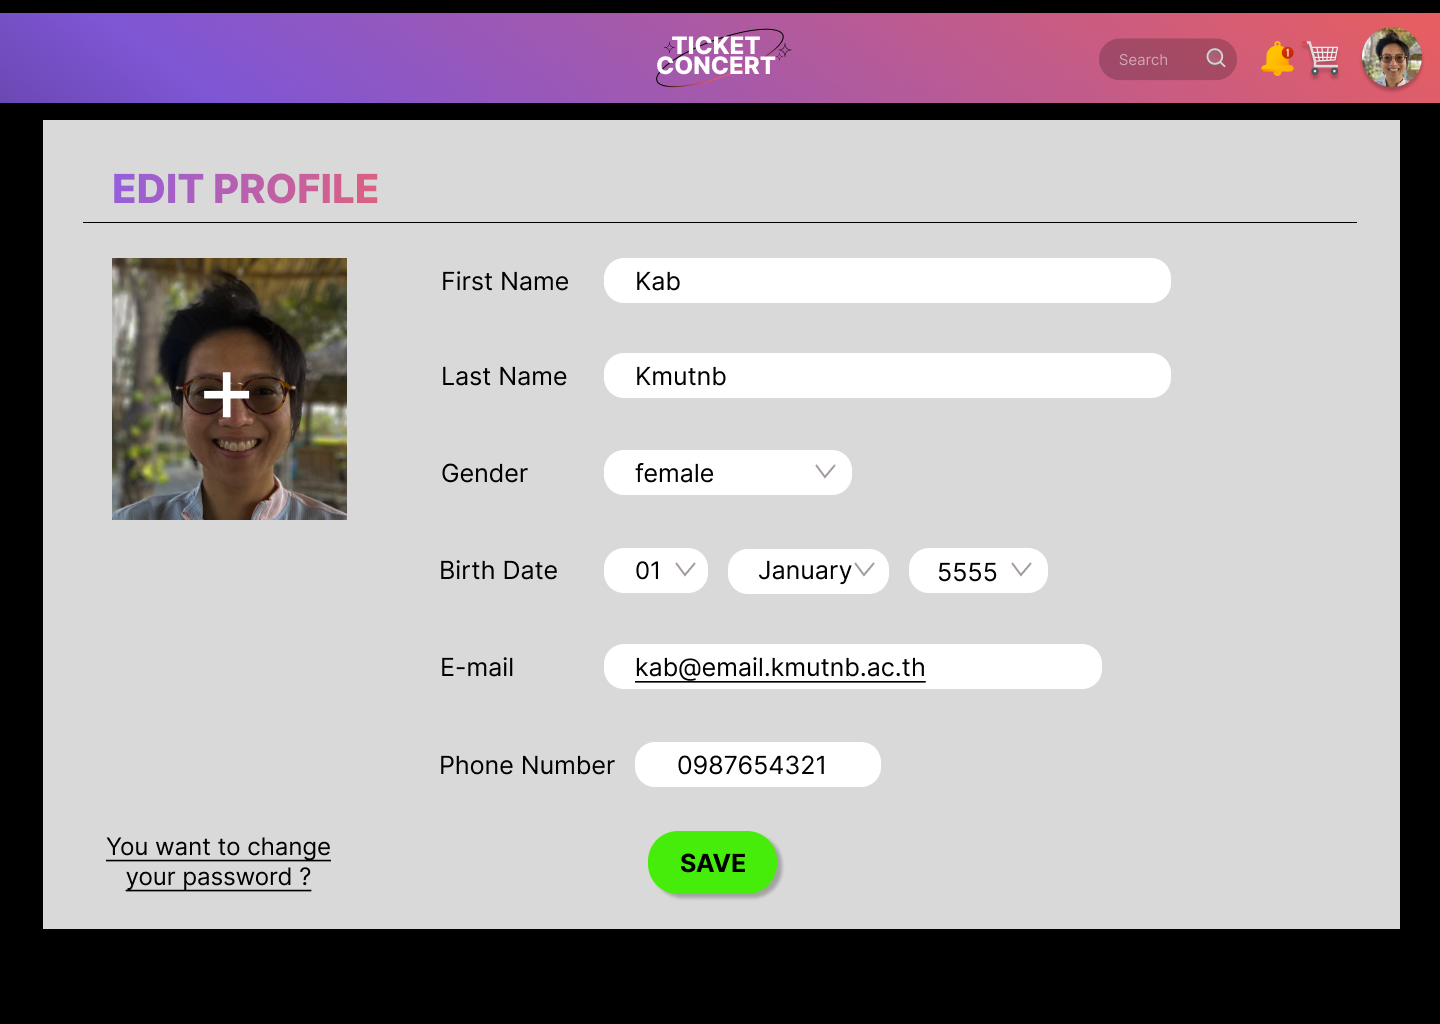 TICKET
CONCERT
Search
1
EDIT PROFILE
First Name
Kab
Last Name
Kmutnb
Gender
female
Birth Date
01
January
5555
E-mail
kab@email.kmutnb.ac.th
Phone Number
0987654321
You want to change
your password ?
SAVE